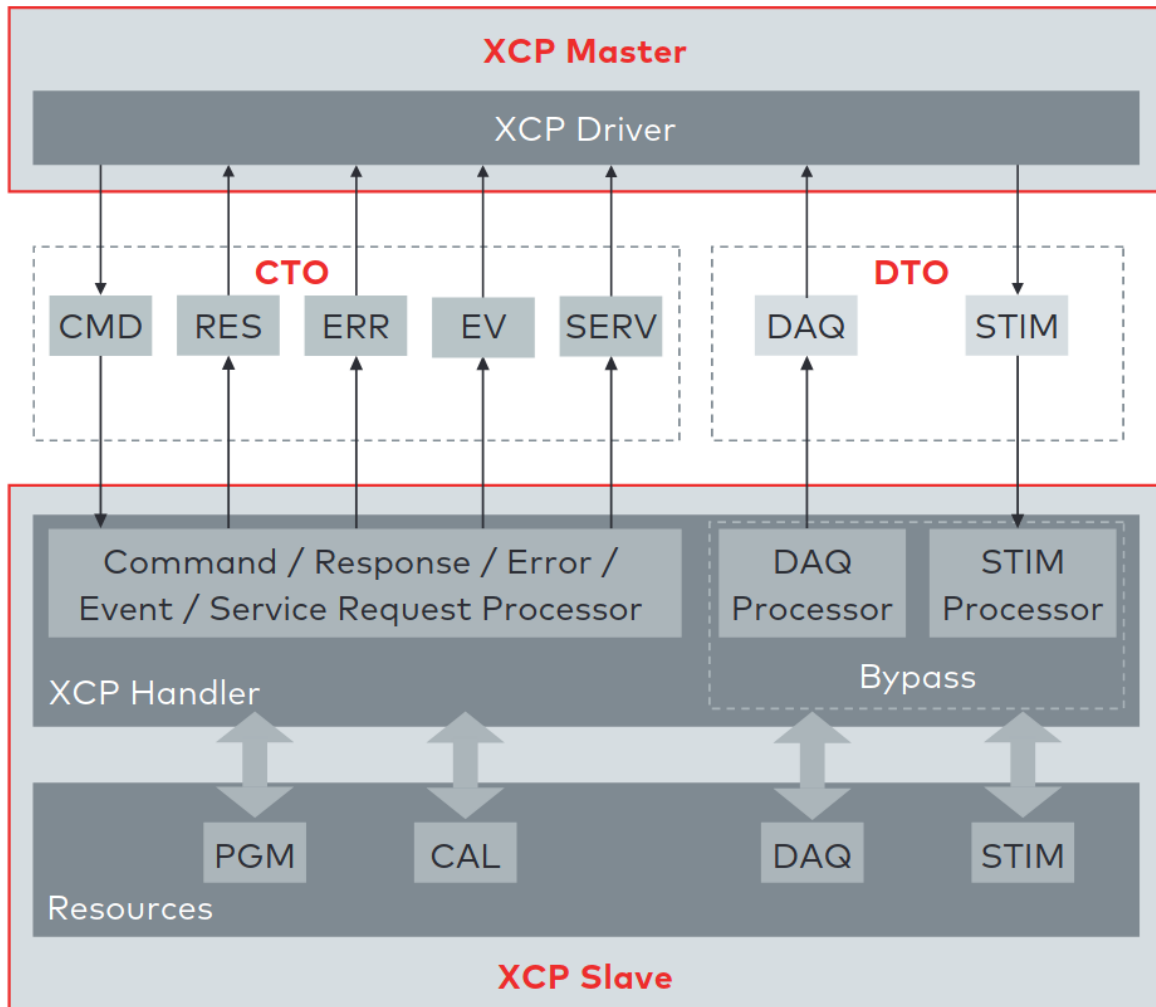 XCP Master
XCP Driver
CTO
DTO
CMD
RES
ERR
EV
SERV
DAQ
STIM
Command / Response / Error /
Event / Service Request Processor
DAQ
Processor
STIM
Processor
Bypass
XCP Handler
PGM
CAL
DAQ
STIM
Resources
XCP Slave